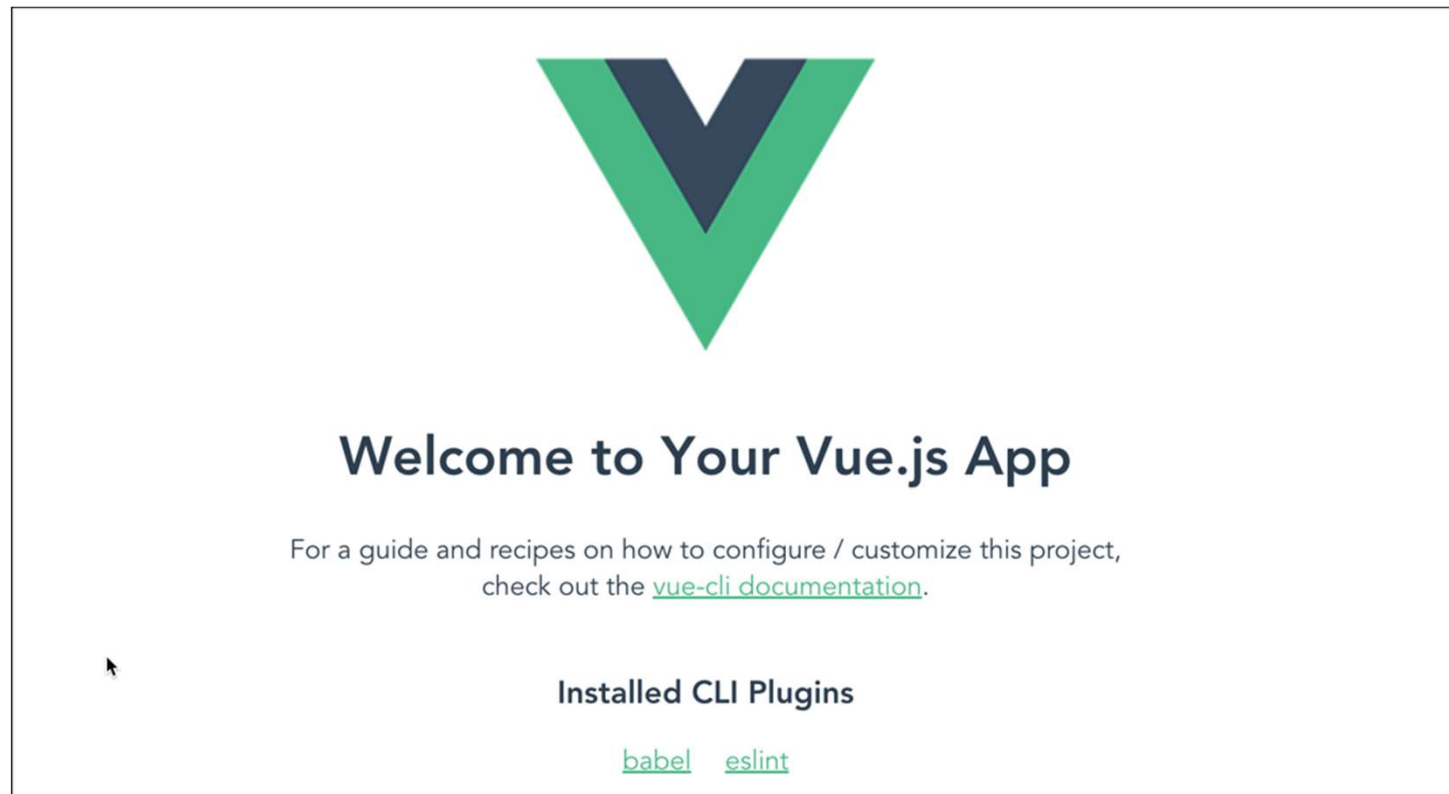 Welcome to Your Vue.js App
For a guide and recipes on how to configure / customize this project,
check out the vue-cli documentation.
Installed CLI Plugins
babel eslint